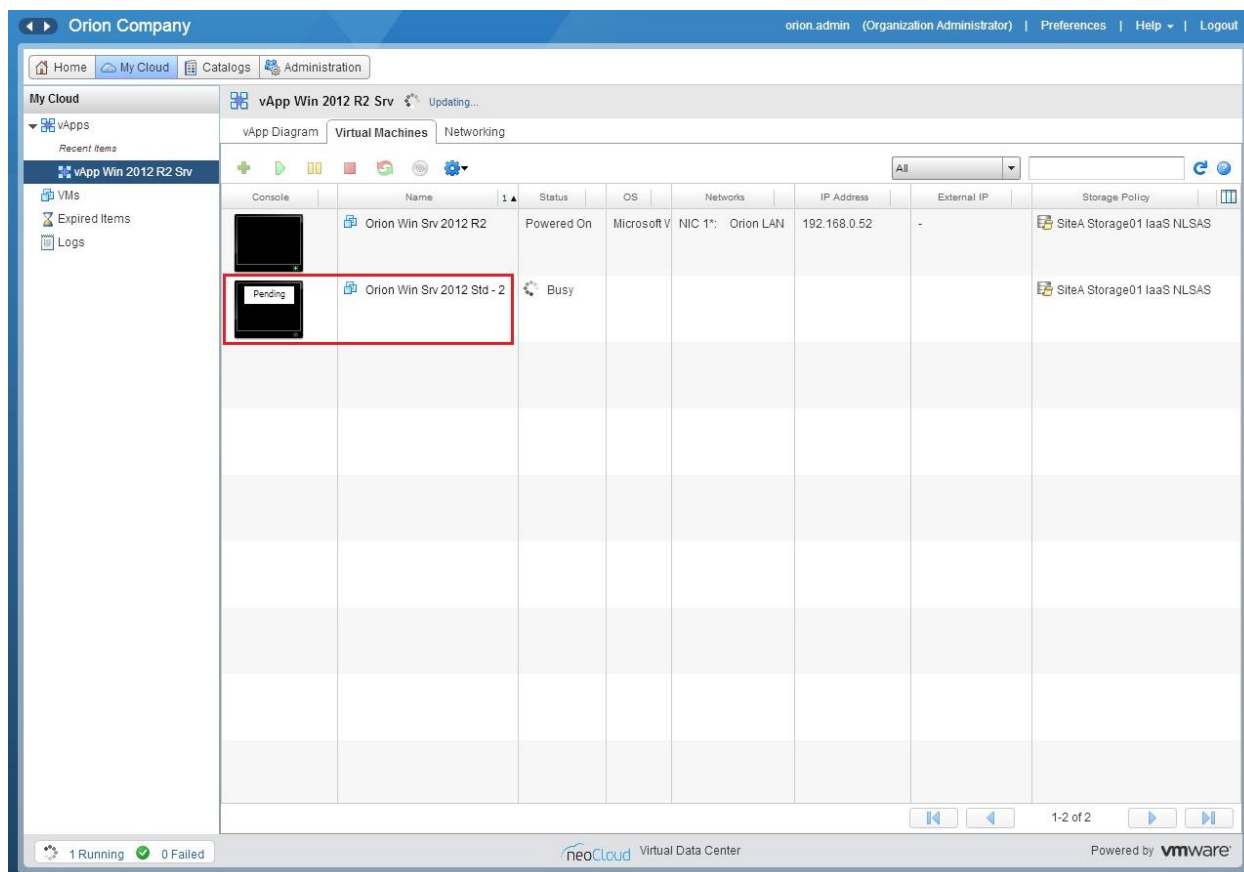 Orion Company
orion.admin (Organization Administrator) | Preferences | Help | Logout
Home My Cloud Catalogs Administration
My Cloud
vApps
Recent Items
vApp Win 2012 R2 Srv
VMs
Expired Items
Logs
vApp Win 2012 R2 Srv Updating...
vApp Diagram Virtual Machines Networking
All
Console Name 1 Status OS Networks IP Address External IP Storage Policy
Orion Win Srv 2012 R2 Powered On Microsoft W NIC 1*: Orion LAN 192.168.0.52 - SiteA Storage01 IaaS NLSAS
Pending Orion Win Srv 2012 Std - 2 Busy SiteA Storage01 IaaS NLSAS
1-2 of 2
1 Running 0 Failed
neoCloud Virtual Data Center
Powered by vmware